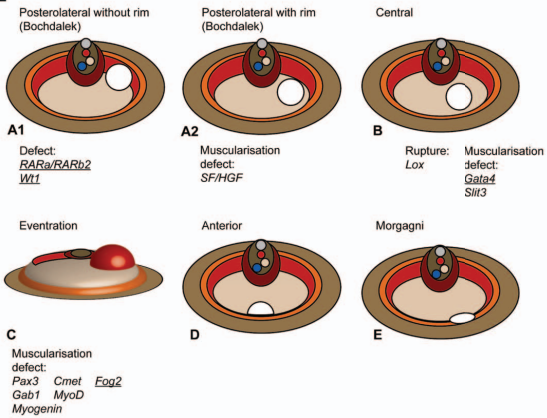 Posterolateral without rim
(Bochdalek)
Posterolateral with rim
(Bochdalek)
Central
A1
A2
B
Defect:
RARa/RARb2
Wt1
Muscularisation
defect:
SF/HGF
Rupture:
Lox
Muscularisation
defect:
Gata4
Slit3
Eventration
Anterior
Morgagni
C
D
E
Muscularisation
defect:
Pax3 Cmet Fog2
Gab1 MyoD
Myogenin